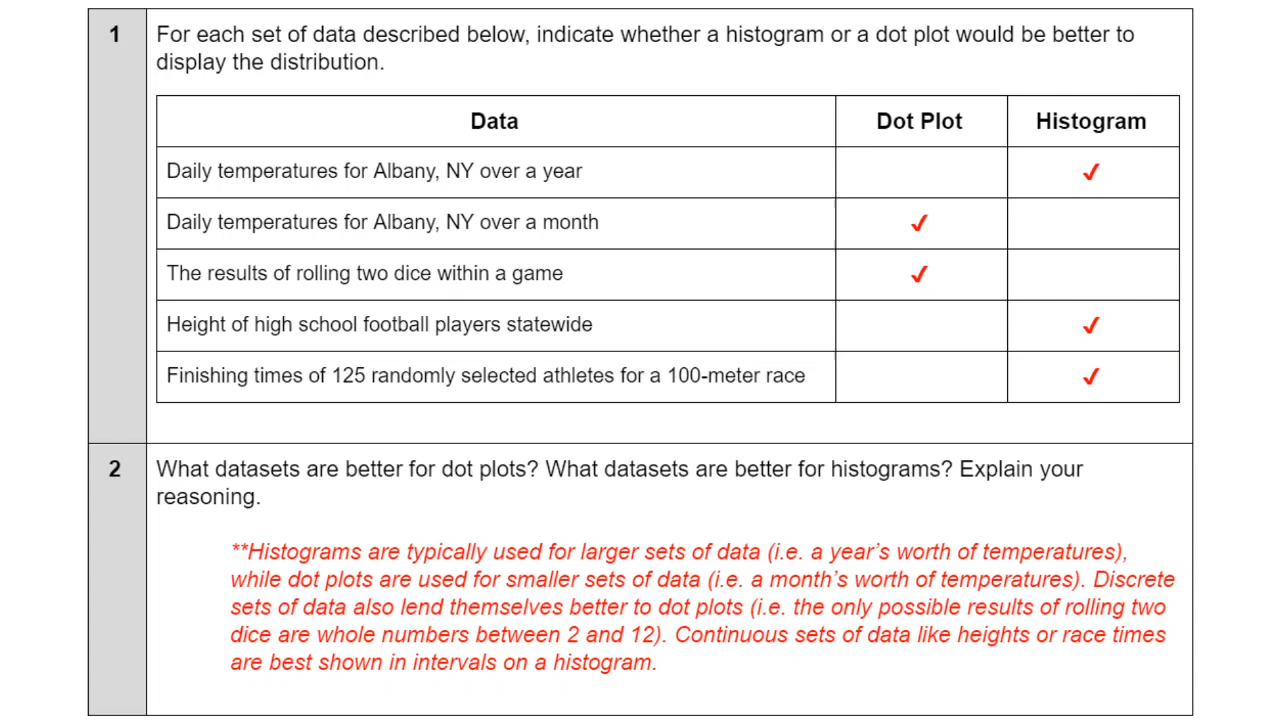 1
For each set of data described below, indicate whether a histogram or a dot plot would be better to
display the distribution.
Data Dot Plot Histogram
Daily temperatures for Albany, NY over a year ✓
Daily temperatures for Albany, NY over a month ✓
The results of rolling two dice within a game ✓
Height of high school football players statewide ✓
Finishing times of 125 randomly selected athletes for a 100-meter race ✓
2
What datasets are better for dot plots? What datasets are better for histograms? Explain your
reasoning.
**Histograms are typically used for larger sets of data (i.e. a year's worth of temperatures),
while dot plots are used for smaller sets of data (i.e. a month's worth of temperatures). Discrete
sets of data also lend themselves better to dot plots (i.e. the only possible results of rolling two
dice are whole numbers between 2 and 12). Continuous sets of data like heights or race times
are best shown in intervals on a histogram.